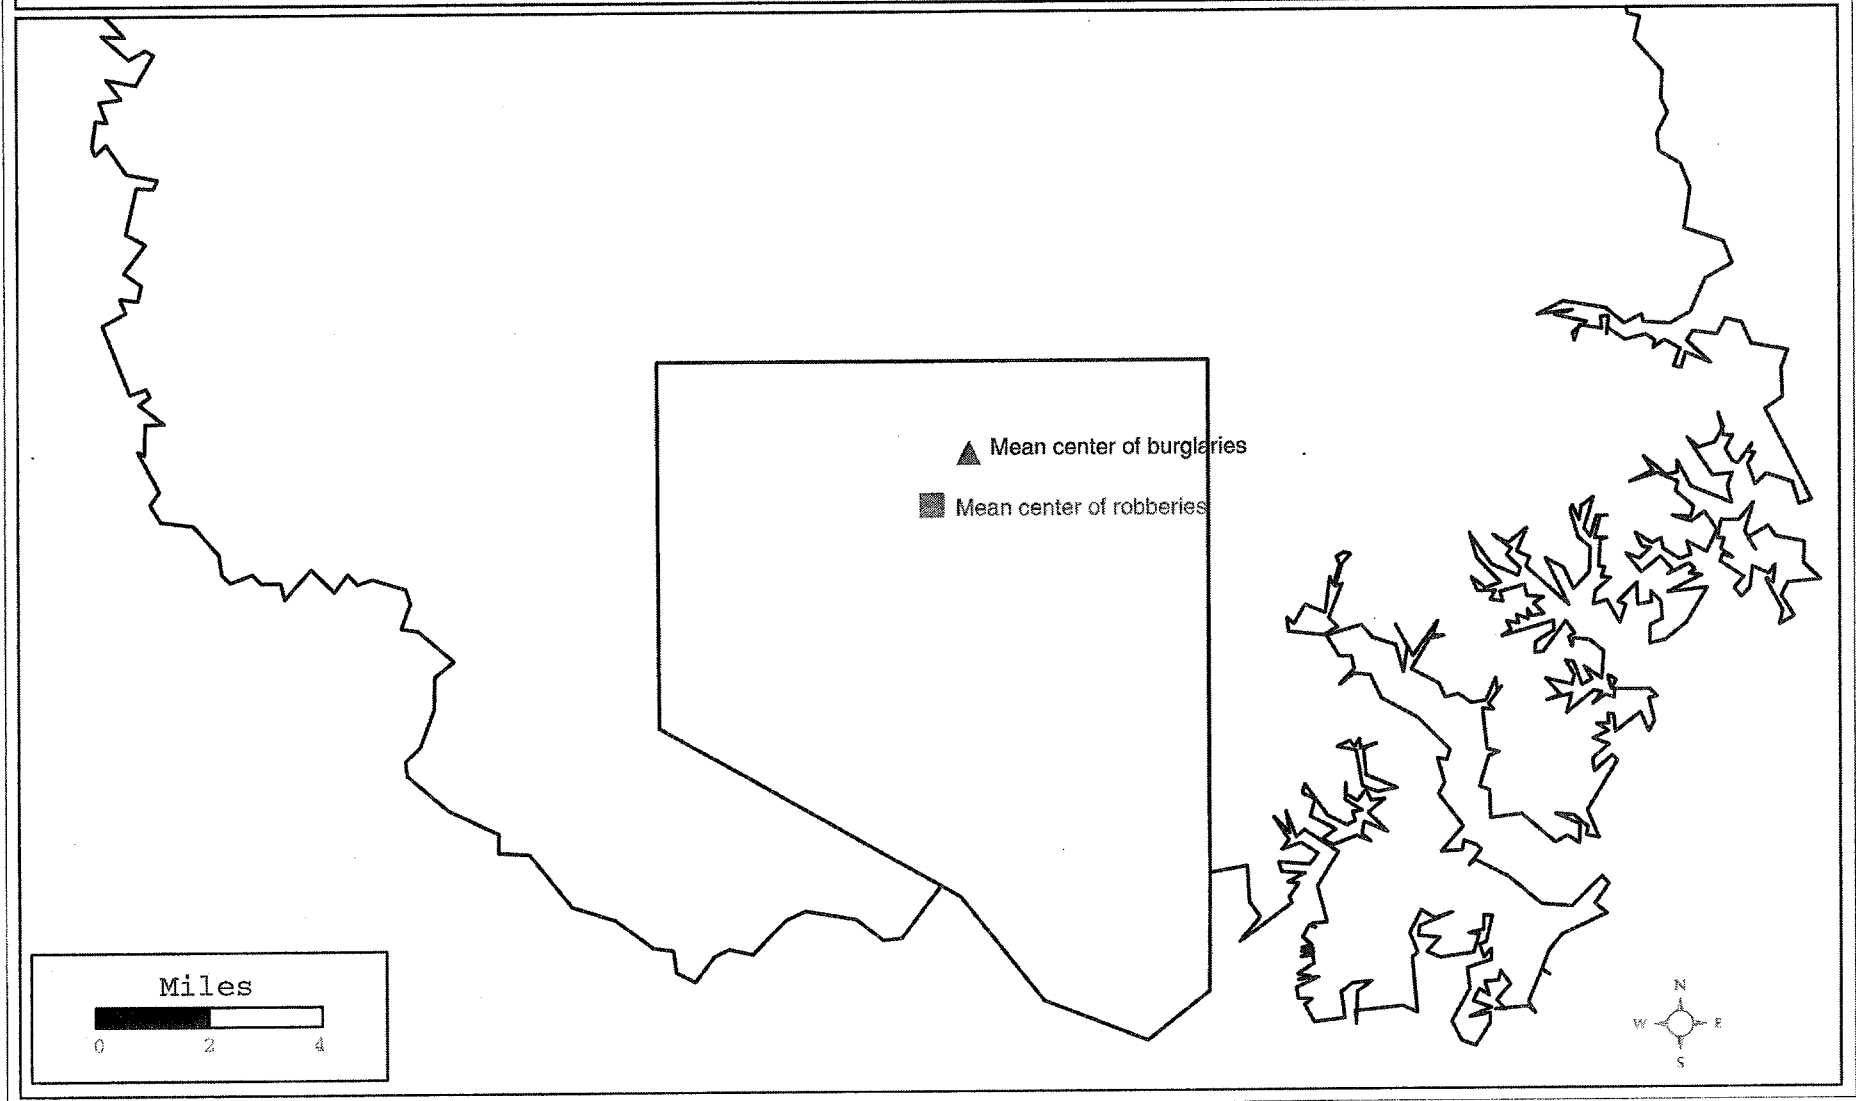 Mean center of burglaries
Mean center of robberies
Miles
0 2 4
N
W E
S